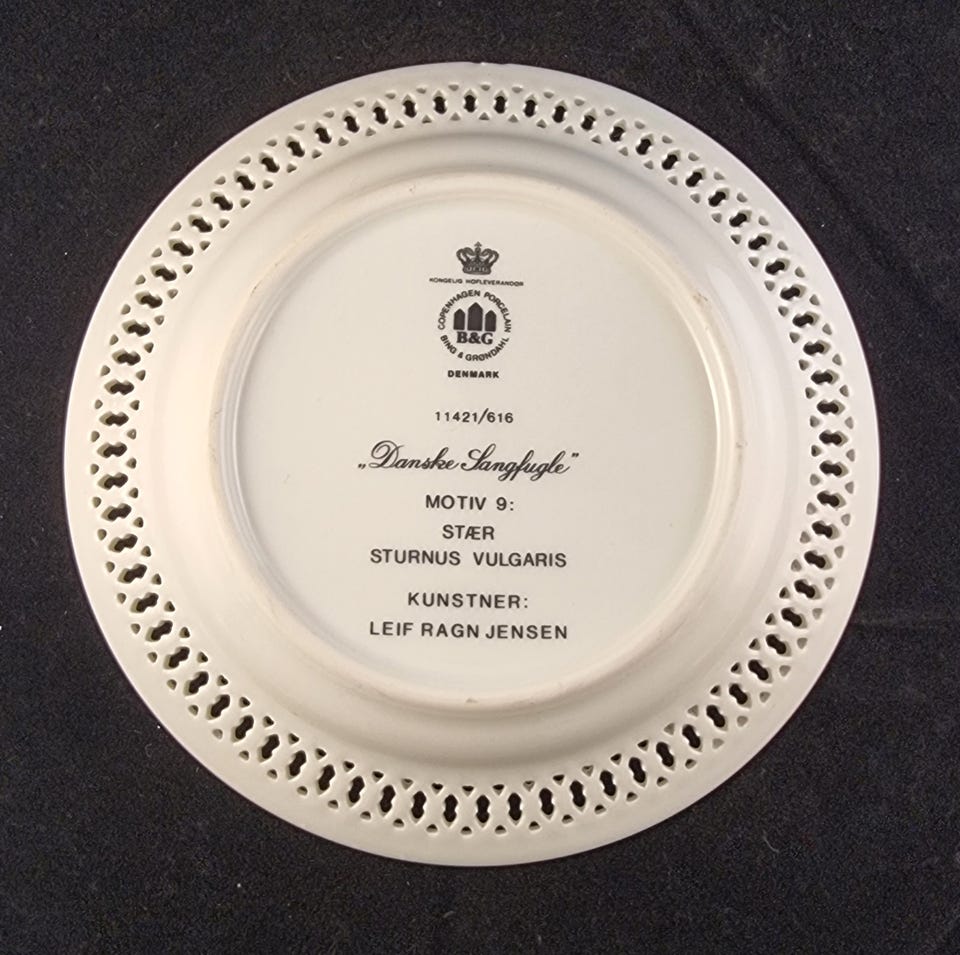 KONGELIG HOFLEVERANDØR
COPENHAGEN PORCELAIN
B&G
BING & GRØNDAHL
DENMARK
11421/616
„Danske Sangfugle”
MOTIV 9:
STÆR
STURNUS VULGARIS
KUNSTNER:
LEIF RAGN JENSEN